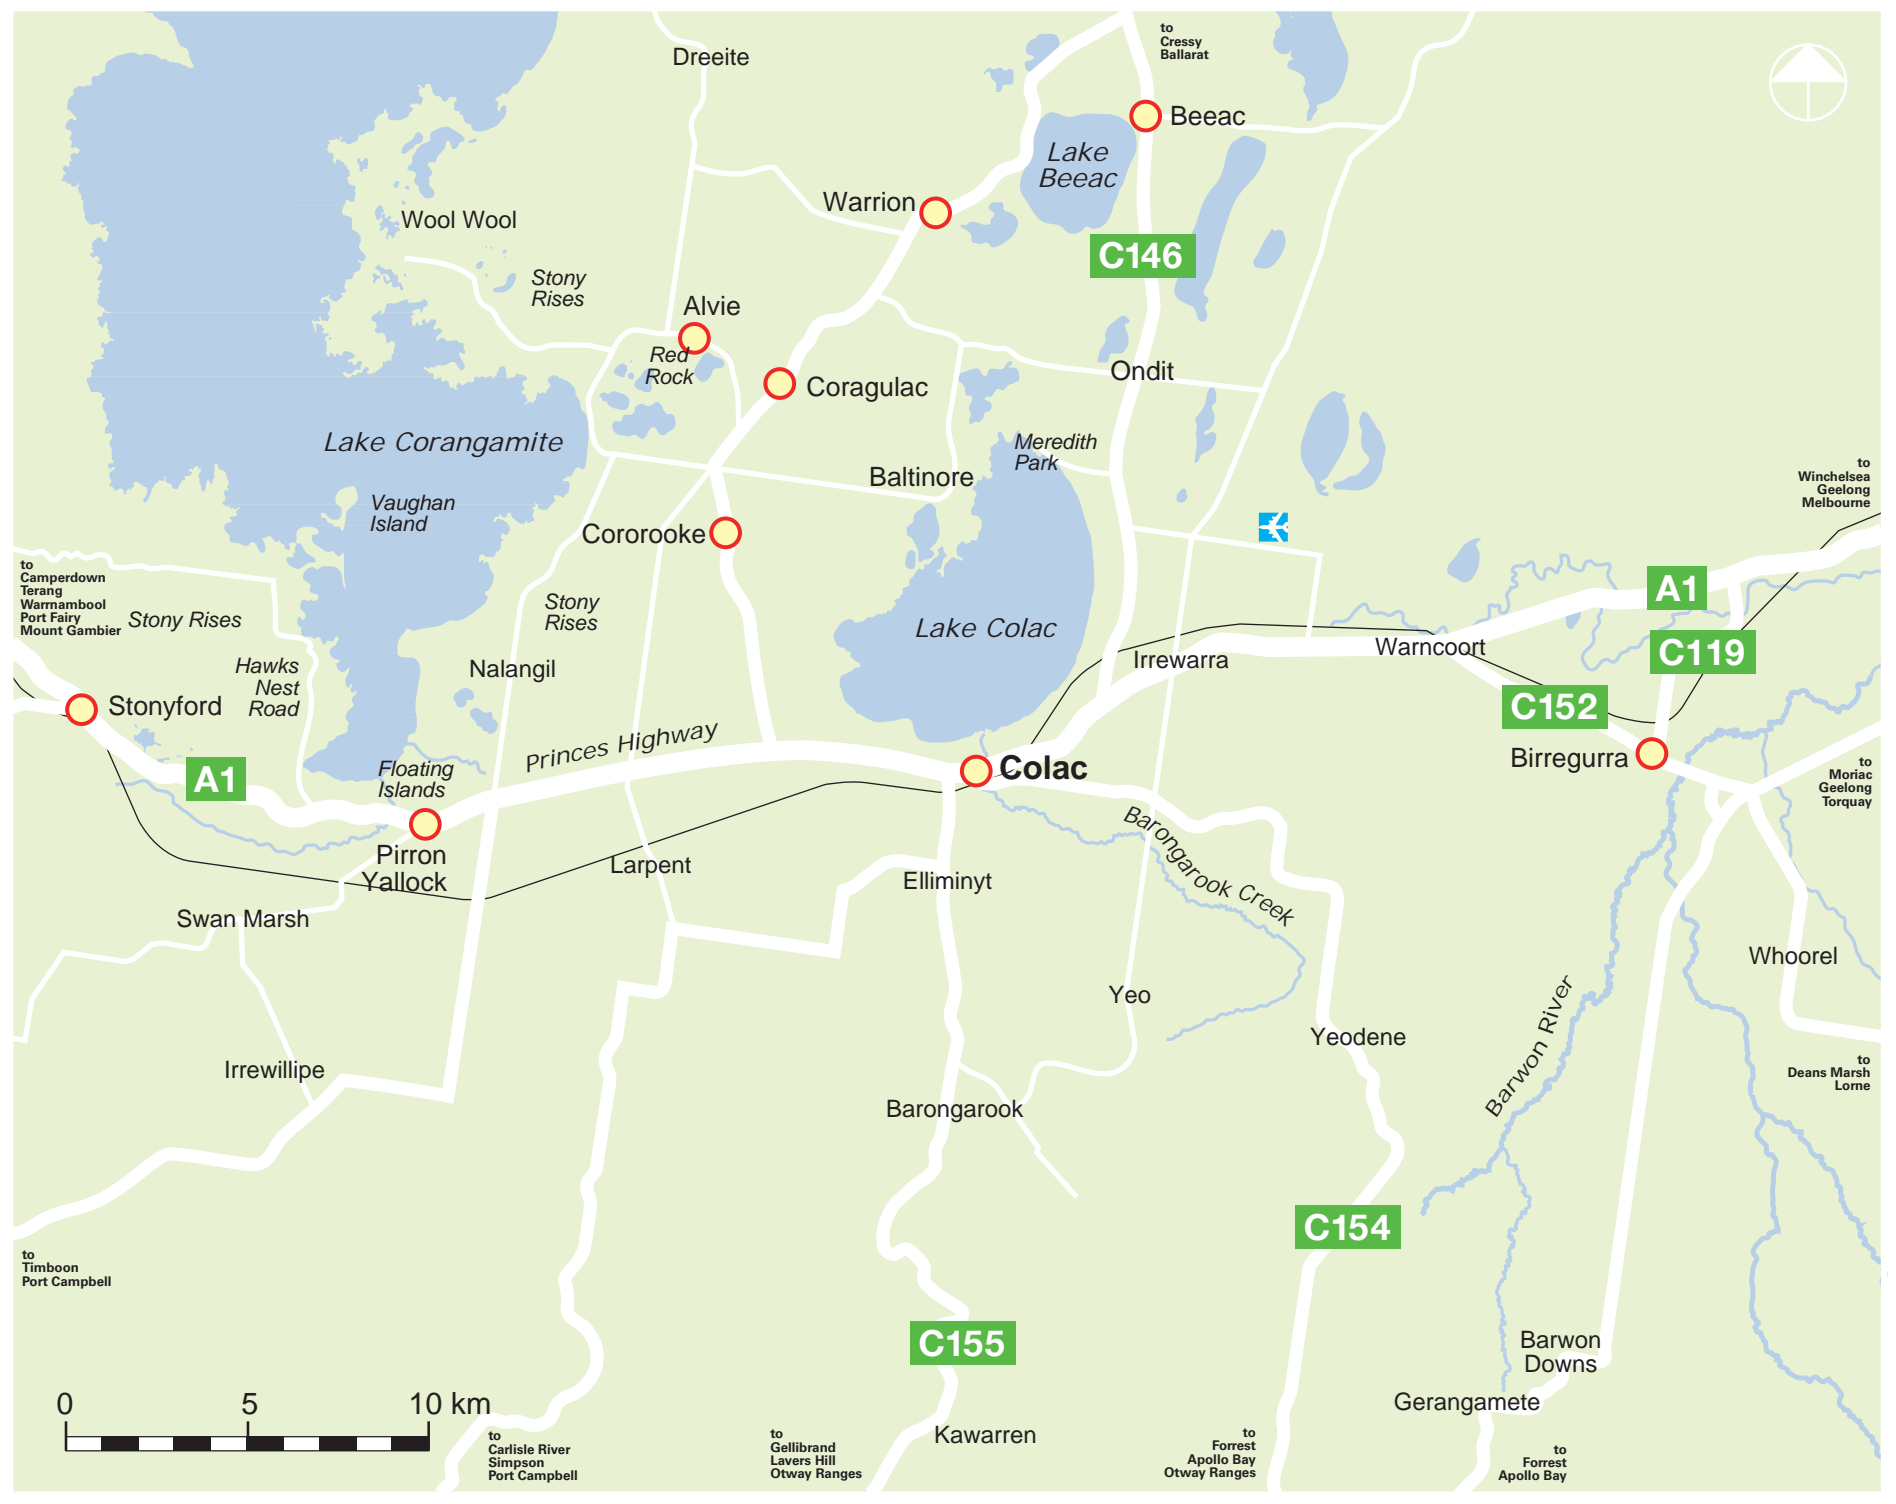 to
Cressy
Ballarat
Dreeite
Beeac
Lake
Beeac
Warrion
Wool Wool
C146
Stony
Rises
Alvie
Red
Rock
Ondit
Coragulac
Lake Corangamite
Meredith
Park
Baltinore
to
Winchelsea
Geelong
Melbourne
Vaughan
Island
Cororooke
to
Camperdown
Terang
Warrnambool
Port Fairy
Mount Gambier
Stony Rises
Stony
Rises
A1
Lake Colac
Hawks
Nest
Road
Nalangil
Irrewarra
Warncoort
C119
Stonyford
C152
Princes Highway
Birregurra
A1
Floating
Islands
Colac
to
Moriac
Geelong
Torquay
Pirron
Yallock
Barongarook Creek
Larpent
Elliminyt
Swan Marsh
Whoorel
Yeo
Barwon River
Yeodene
Irrewillipe
to
Deans Marsh
Lorne
Barongarook
C154
to
Timboon
Port Campbell
C155
Barwon
Downs
Gerangamete
0 5 10 km
to
Carlisle River
Simpson
Port Campbell
to
Gellibrand
Lavers Hill
Otway Ranges
Kawarren
to
Forrest
Apollo Bay
Otway Ranges
to
Forrest
Apollo Bay